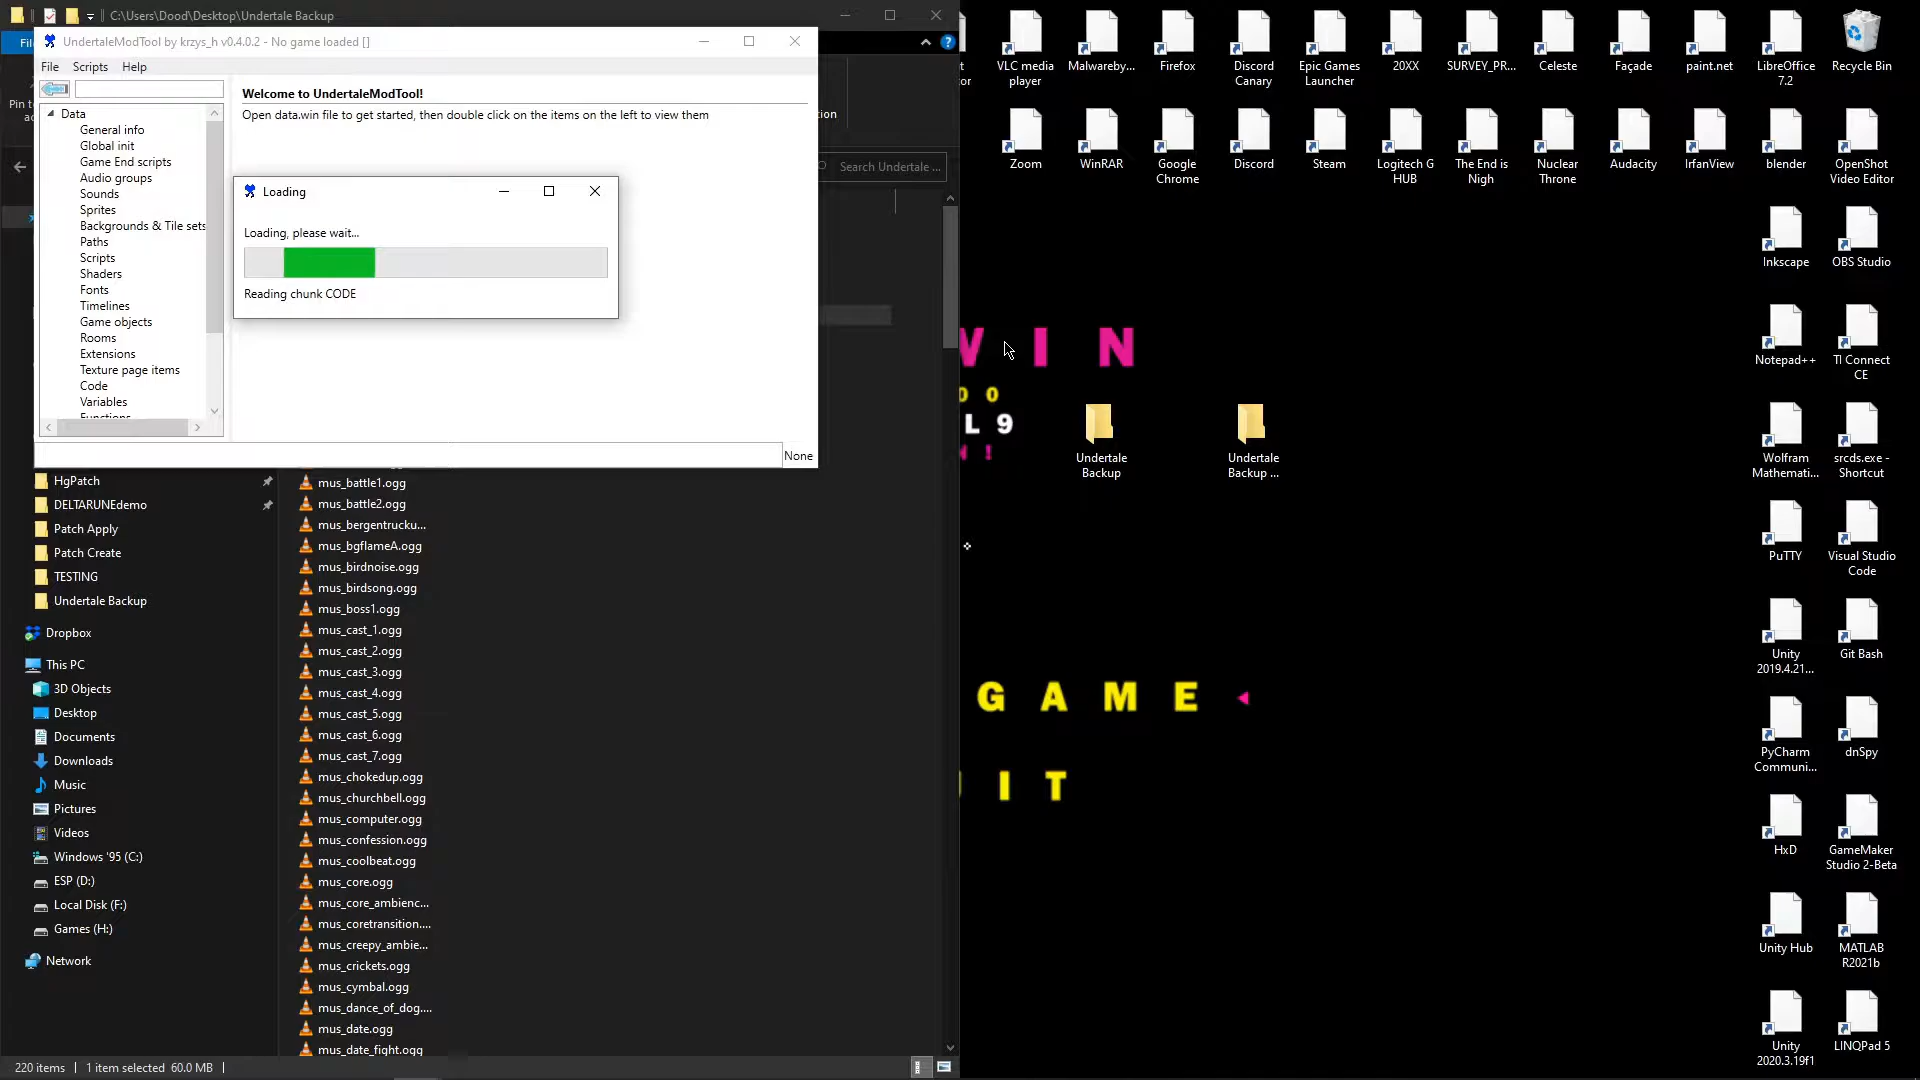 C:\Users\Dood\Desktop\Undertale Backup
UndertaleModTool by krzys_h v0.4.0.2 - No game loaded []
File Scripts Help
Data
General info
Global init
Game End scripts
Audio groups
Sounds
Sprites
Backgrounds & Tile sets
Paths
Scripts
Shaders
Fonts
Timelines
Game objects
Rooms
Extensions
Texture page items
Code
Variables
Functions
Welcome to UndertaleModTool!
Open data.win file to get started, then double click on the items on the left to view them
Loading
Loading, please wait...
Reading chunk CODE
None
Search Undertale ...
HgPatch
DELTARUNEdemo
Patch Apply
Patch Create
TESTING
Undertale Backup
Dropbox
This PC
3D Objects
Desktop
Documents
Downloads
Music
Pictures
Videos
Windows '95 (C:)
ESP (D:)
Local Disk (F:)
Games (H:)
Network
mus_battle1.ogg
mus_battle2.ogg
mus_bergentrucku...
mus_bgflameA.ogg
mus_birdnoise.ogg
mus_birdsong.ogg
mus_boss1.ogg
mus_cast_1.ogg
mus_cast_2.ogg
mus_cast_3.ogg
mus_cast_4.ogg
mus_cast_5.ogg
mus_cast_6.ogg
mus_cast_7.ogg
mus_chokedup.ogg
mus_churchbell.ogg
mus_computer.ogg
mus_confession.ogg
mus_coolbeat.ogg
mus_core.ogg
mus_core_ambienc...
mus_coretransition....
mus_creepy_ambie...
mus_crickets.ogg
mus_cymbal.ogg
mus_dance_of_dog....
mus_date.ogg
mus_date_fight.ogg
220 items 1 item selected 60.0 MB
VLC media
player
Malwareby...
Firefox
Discord
Canary
Epic Games
Launcher
20XX
SURVEY_PR...
Celeste
Façade
paint.net
LibreOffice
7.2
Recycle Bin
Zoom
WinRAR
Google
Chrome
Discord
Steam
Logitech G
HUB
The End is
Nigh
Nuclear
Throne
Audacity
IrfanView
blender
OpenShot
Video Editor
Inkscape
OBS Studio
Notepad++
TI Connect
CE
Undertale
Backup
Undertale
Backup ...
Wolfram
Mathemati...
srcds.exe -
Shortcut
PuTTY
Visual Studio
Code
Unity
2019.4.21...
Git Bash
PyCharm
Communi...
dnSpy
HxD
GameMaker
Studio 2-Beta
Unity Hub
MATLAB
R2021b
Unity
2020.3.19f1
LINQPad 5
W I N
0 0
L 9
N !
G A M E
I T